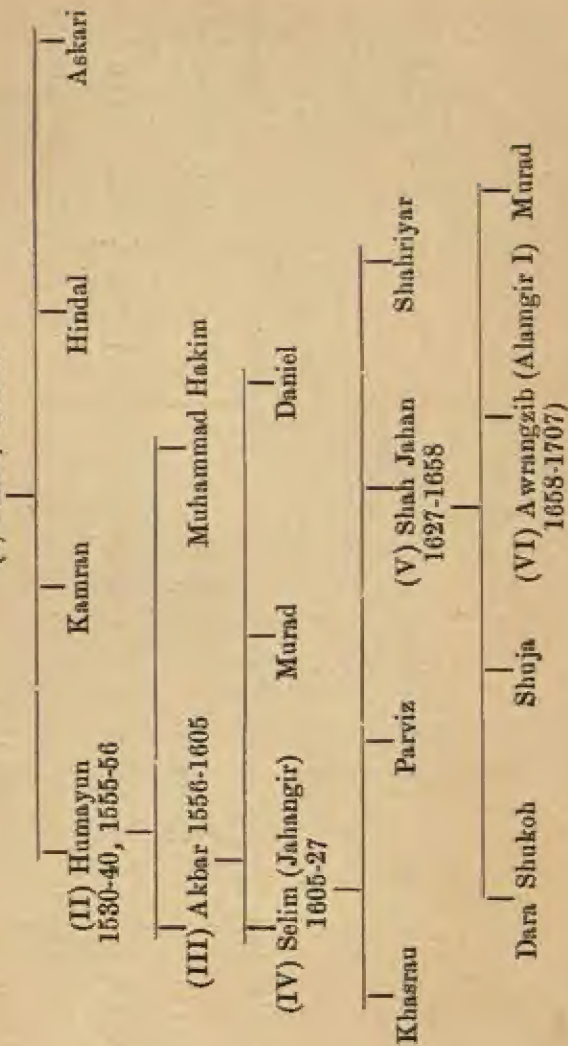 Kamran Hindal Askari
(II) Humayun
1530-40, 1555-56
(III) Akbar 1556-1605 Muhammad Hakim
(IV) Selim (Jahangir) Murad Daniel
1605-27
Khasrau Parviz (V) Shah Jahan Shahriyar
1627-1658
Dara Shukoh Shuja (VI) Awrangzib (Alamgir I) Murad
1658-1707)